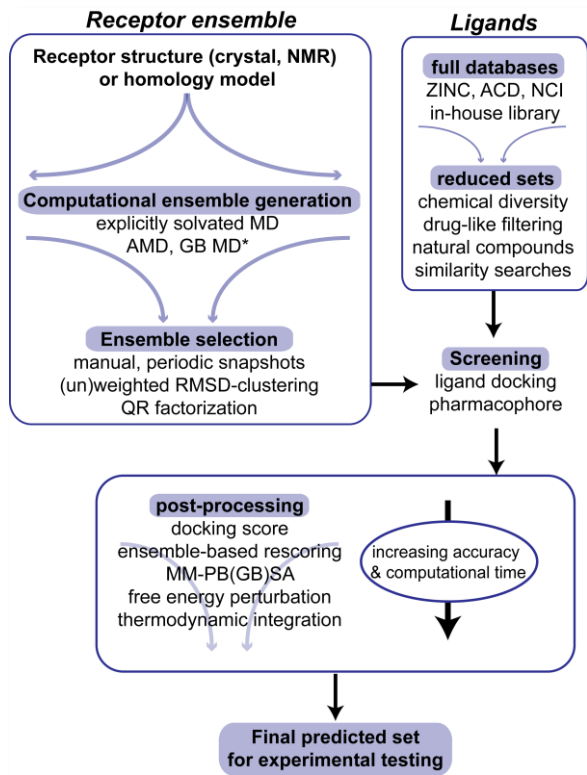 Receptor ensemble
Receptor structure (crystal, NMR)
or homology model
Computational ensemble generation
explicitly solvated MD
AMD, GB MD*
Ensemble selection
manual, periodic snapshots
(un)weighted RMSD-clustering
QR factorization
Ligands
full databases
ZINC, ACD, NCI
in-house library
reduced sets
chemical diversity
drug-like filtering
natural compounds
similarity searches
Screening
ligand docking
pharmacophore
post-processing
docking score
ensemble-based rescoring
MM-PB(GB)SA
free energy perturbation
thermodynamic integration
increasing accuracy
& computational time
Final predicted set
for experimental testing